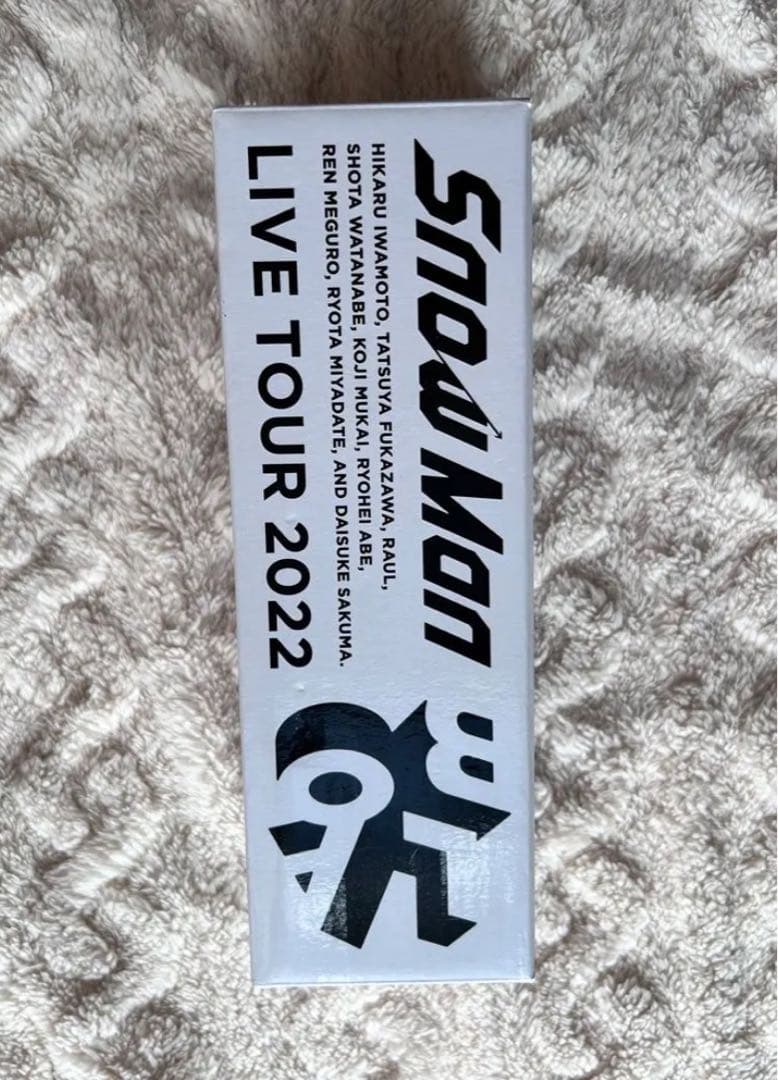 Snow Man
HIKARU IWAMOTO, TATSUYA FUKAZAWA, RAUL,
SHOTA WATANABE, KOJI MUKAI, RYOHEI ABE,
REN MEGURO, RYOTA MIYADATE, AND DAISUKE SAKUMA.
LIVE TOUR 2022